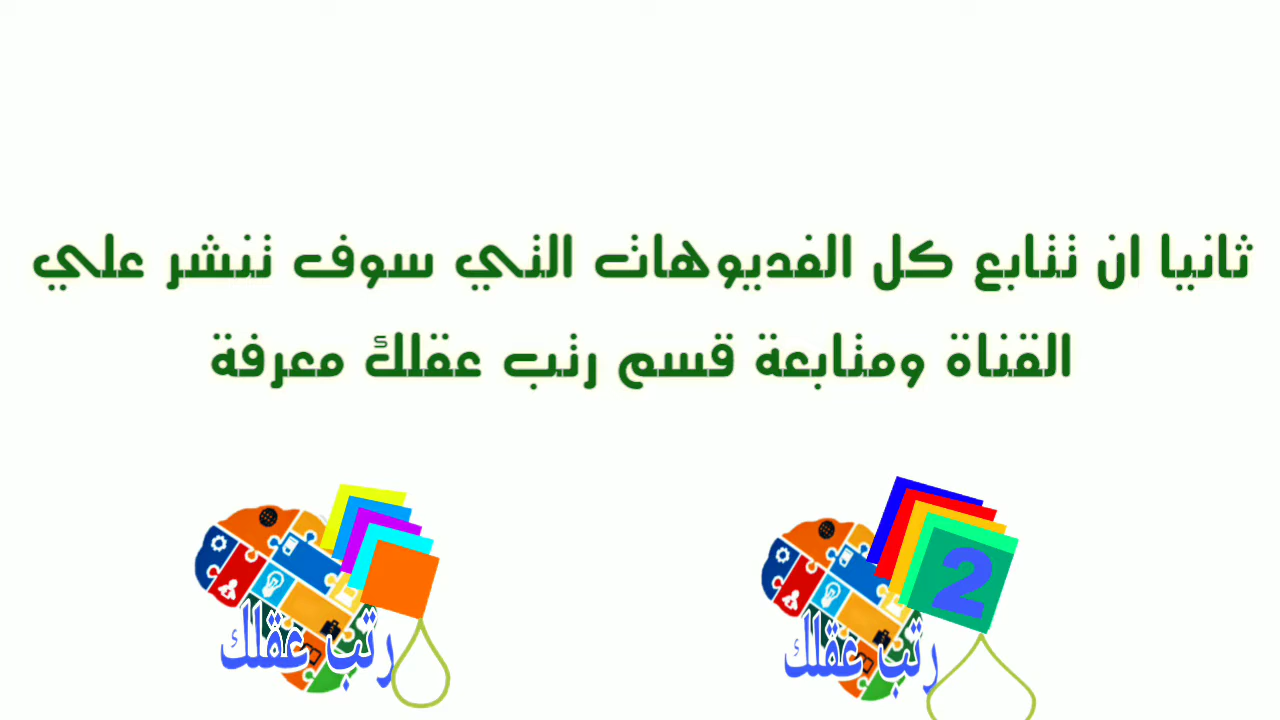 ثانيا ان تتابع كل الفديوهات التي سوف تنشر علي
القناة ومتابعة قسم رتب عقلك معرفة
رتب عقلك
2
رتب عقلك